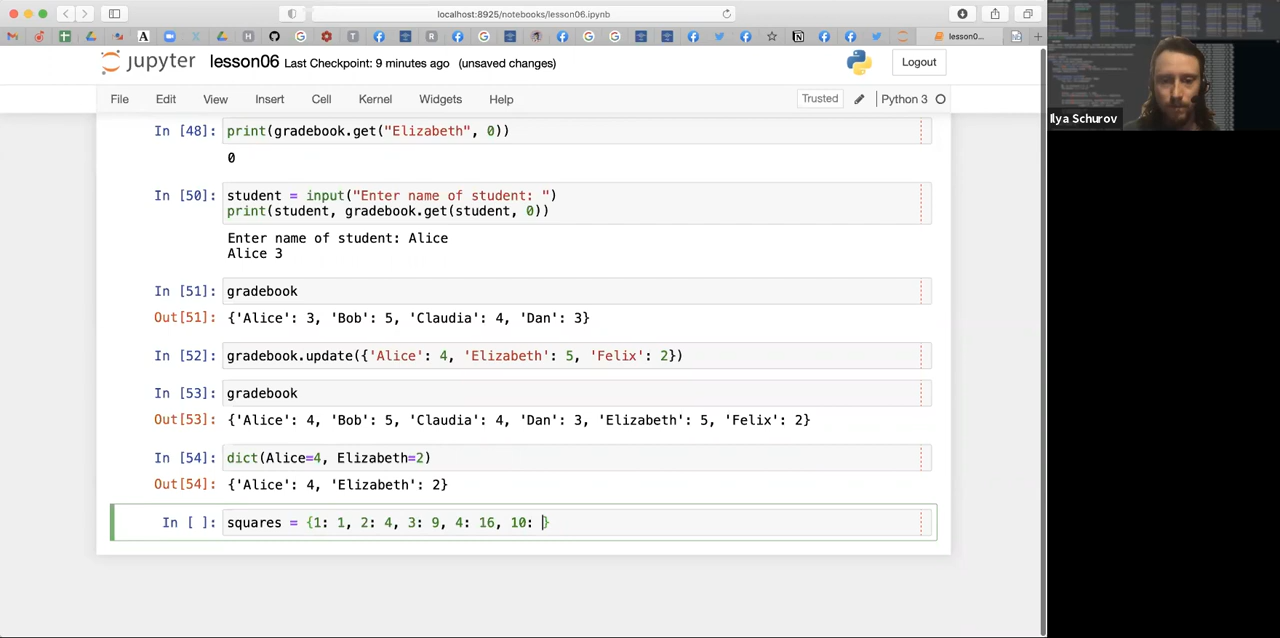 localhost:8925/notebooks/lesson06.ipynb
lesson0...
jupyter lesson06 Last Checkpoint: 9 minutes ago (unsaved changes)
Logout
File Edit View Insert Cell Kernel Widgets Help
Trusted Python 3
In [48]: print(gradebook.get("Elizabeth", 0))
0
In [50]: student = input("Enter name of student: ")
print(student, gradebook.get(student, 0))
Enter name of student: Alice
Alice 3
In [51]: gradebook
Out[51]: {'Alice': 3, 'Bob': 5, 'Claudia': 4, 'Dan': 3}
In [52]: gradebook.update({'Alice': 4, 'Elizabeth': 5, 'Felix': 2})
In [53]: gradebook
Out[53]: {'Alice': 4, 'Bob': 5, 'Claudia': 4, 'Dan': 3, 'Elizabeth': 5, 'Felix': 2}
In [54]: dict(Alice=4, Elizabeth=2)
Out[54]: {'Alice': 4, 'Elizabeth': 2}
In [ ]: squares = {1: 1, 2: 4, 3: 9, 4: 16, 10: }
Ilya Schurov